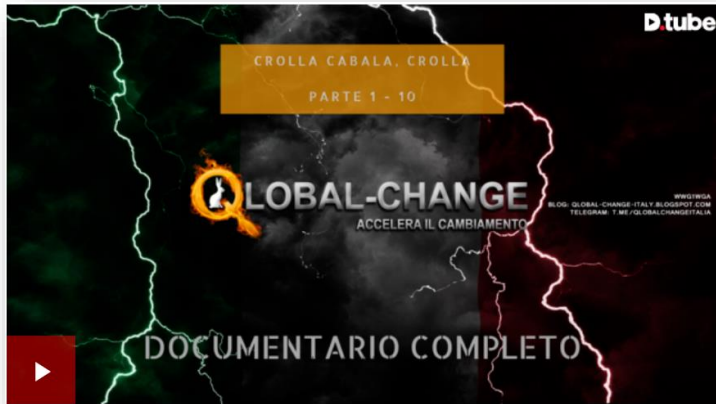 D.tube
CROLLA CABALA, CROLLA
PARTE 1 - 10
QLOBAL-CHANGE
ACCELERA IL CAMBIAMENTO
WWG1WGA
BLOG: QLOBAL-CHANGE-ITALY.BLOGSPOT.COM
TELEGRAM: T.ME/QLOBALCHANGEITALIA
DOCUMENTARIO COMPLETO